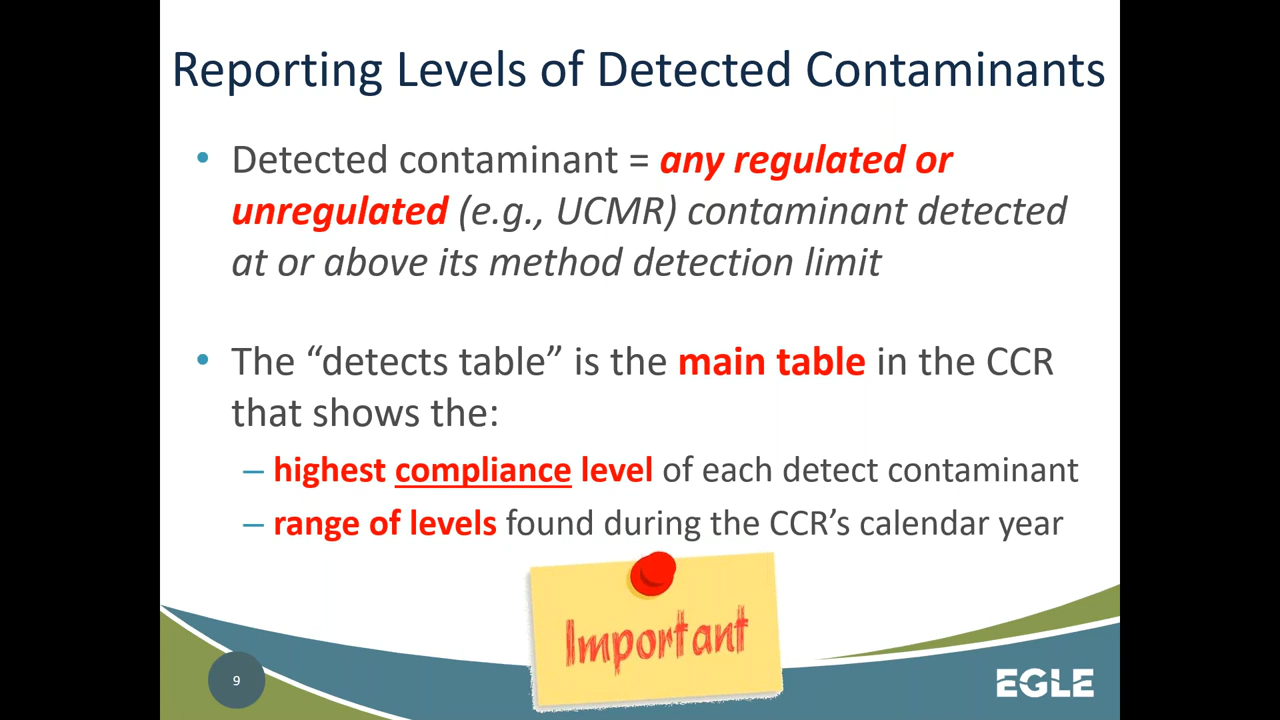 Reporting Levels of Detected Contaminants
• Detected contaminant = any regulated or
unregulated (e.g., UCMR) contaminant detected
at or above its method detection limit
• The “detects table” is the main table in the CCR
that shows the:
– highest compliance level of each detect contaminant
– range of levels found during the CCR’s calendar year
Important
9
EGLE